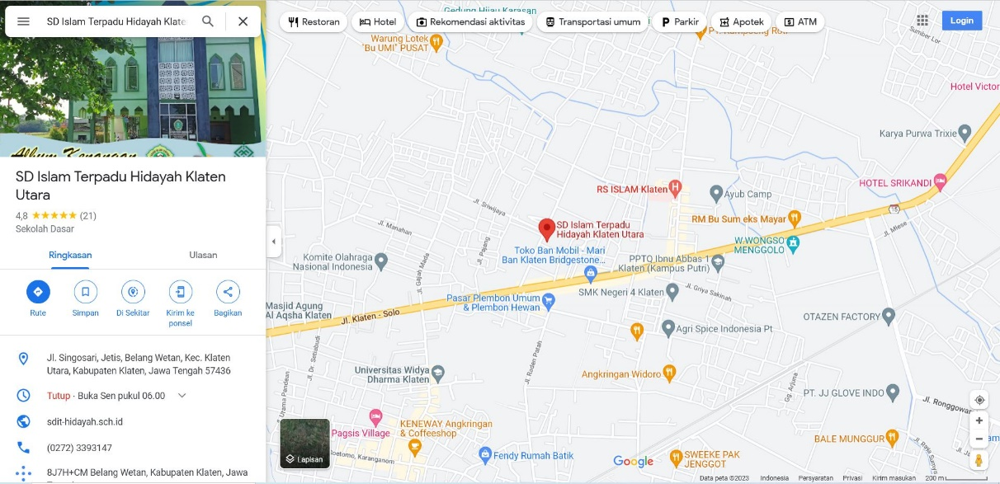 SD Islam Terpadu Hidayah Klate
Restoran
Hotel
Rekomendasi aktivitas
Transportasi umum
Parkir
Apotek
ATM
Login
Album Kenangan
SD Islam Terpadu Hidayah Klaten
Utara
4,8 ★★★★★ (21)
Sekolah Dasar
Ringkasan
Ulasan
Rute
Simpan
Di Sekitar
Kirim ke
ponsel
Bagikan
Jl. Singosari, Jetis, Belang Wetan, Kec. Klaten
Utara, Kabupaten Klaten, Jawa Tengah 57436
Tutup · Buka Sen pukul 06.00
sdit-hidayah.sch.id
(0272) 3393147
8J7H+CM Belang Wetan, Kabupaten Klaten, Jawa
Gedung Hijau Karasan
Warung Lotek
"Bu UMI" PUSAT
Sumber Lor
Hotel Victor
Karya Purwa Trixie
HOTEL SRIKANDI
15
Jl. Mlese
RS ISLAM Klaten
Ayub Camp
RM Bu Sum eks Mayar
W.WONGSO
MENGGOLO
Jl. Sriwijaya
Jl. Manahan
Jl. Pajang
Jl. Gajah Mada
SD Islam Terpadu
Hidayah Klaten Utara
Toko Ban Mobil - Mari
Ban Klaten Bridgestone...
PPTQ Ibnu Abbas 1
Klaten (Kampus Putri)
Komite Olahraga
Nasional Indonesia
SMK Negeri 4 Klaten
Jl. Griya Sakinah
Pasar Plembon Umum
& Plembon Hewan
Masjid Agung
Al Aqsha Klaten
Jl. Klaten - Solo
OTAZEN FACTORY
Agri Spice Indonesia Pt
Jl. Dr. Setiabudi
Jl. Raden Patah
Universitas Widya
Dharma Klaten
Angkringan Widoro
Gg. Arjuna
PT. JJ GLOVE INDO
Jl. Ronggowar
Utama Pandean
Pagsis Village
KENEWAY Angkringan
& Coffeeshop
BALE MUNGGUR
Jl. Raja Sumu
Soetomo, Karanganom
Fendy Rumah Batik
SWEEKE PAK
JENGGOT
Lapisan
Google
Data peta ©2023
Indonesia
Persyaratan
Privasi
Kirim masukan
200 m